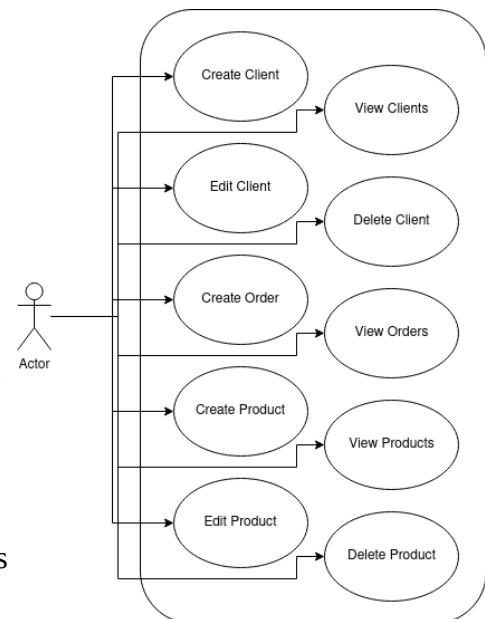 Create Client
View Clients
Edit Client
Delete Client
Create Order
View Orders
Actor
Create Product
View Products
Edit Product
Delete Product
s